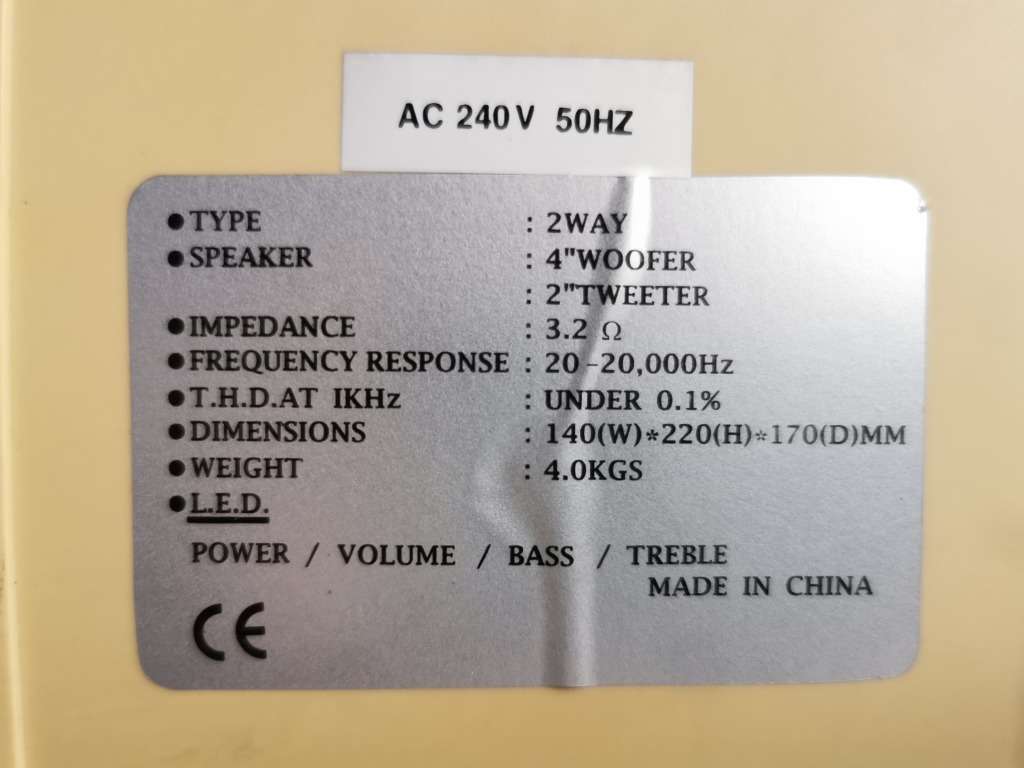 AC 240V 50HZ
●TYPE : 2WAY
●SPEAKER : 4"WOOFER
: 2"TWEETER
●IMPEDANCE : 3.2 Ω
●FREQUENCY RESPONSE : 20-20,000Hz
●T.H.D.AT IKHz : UNDER 0.1%
●DIMENSIONS : 140(W)*220(H)*170(D)MM
●WEIGHT : 4.0KGS
●L.E.D.
POWER / VOLUME / BASS / TREBLE
MADE IN CHINA
CE